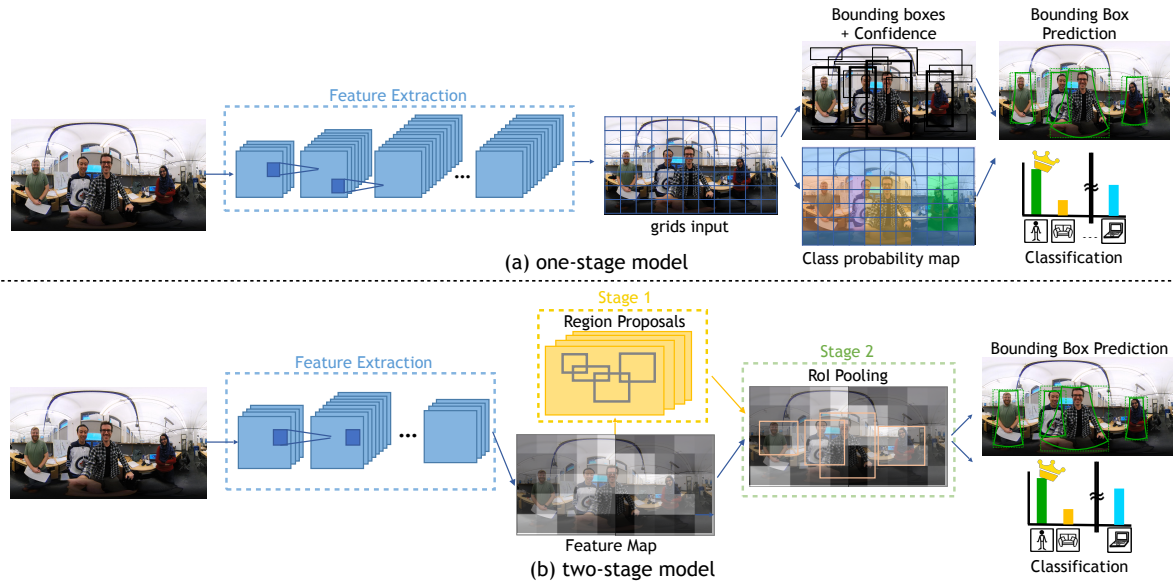 Bounding boxes
+ Confidence
Bounding Box
Prediction
Feature Extraction
...
grids input
Class probability map
...
Classification
(a) one-stage model
Stage 1
Region Proposals
Feature Extraction
...
Feature Map
Stage 2
RoI Pooling
Bounding Box Prediction
Classification
(b) two-stage model